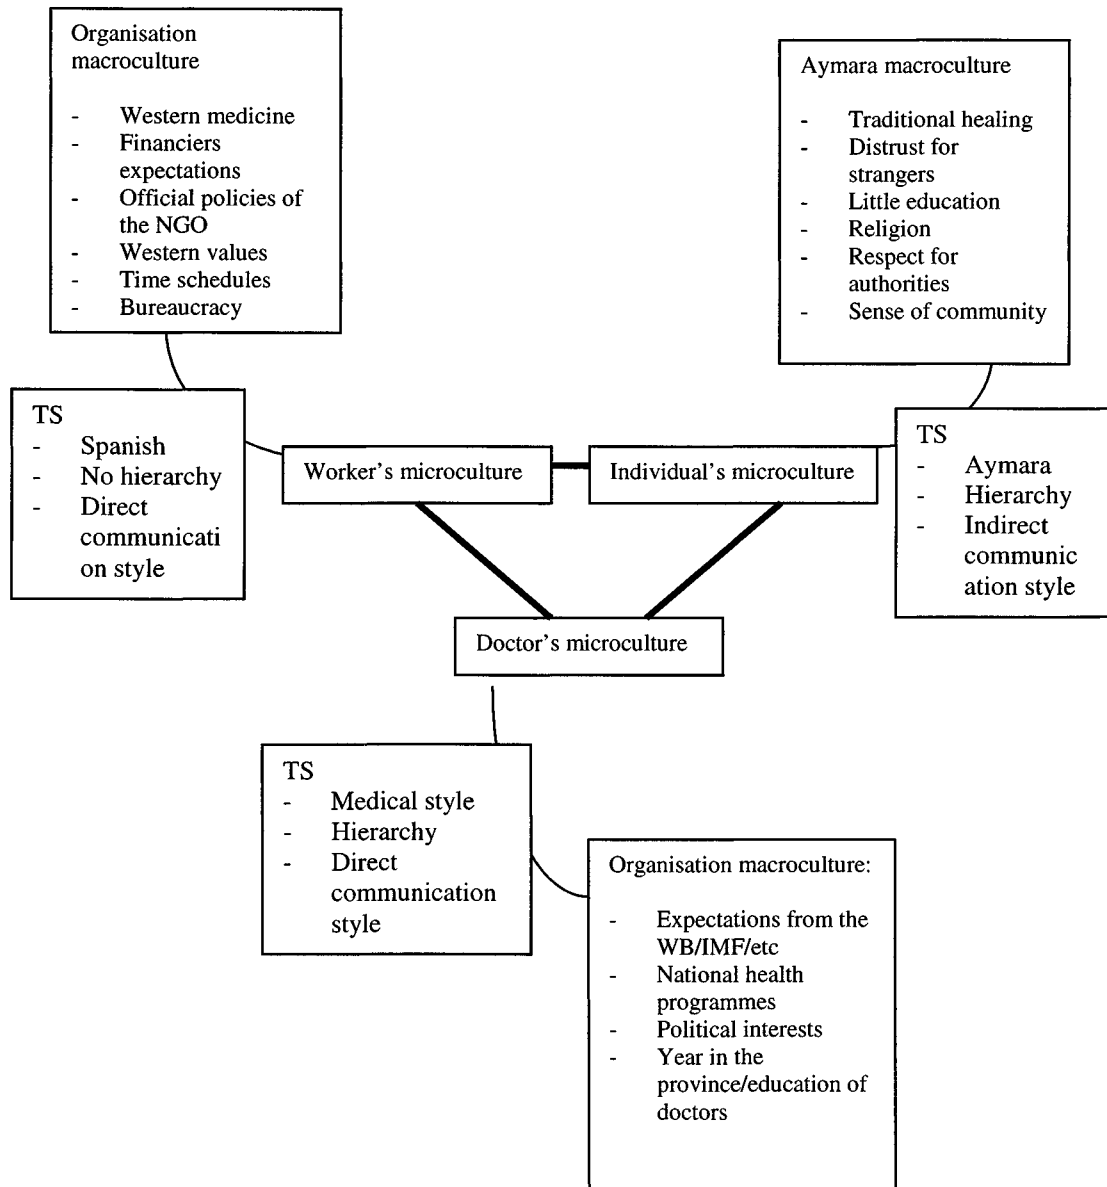 Organisation
macroculture
- Western medicine
- Financiers
expectations
- Official policies of
the NGO
- Western values
- Time schedules
- Bureaucracy
Aymara macroculture
- Traditional healing
- Distrust for
strangers
- Little education
- Religion
- Respect for
authorities
- Sense of community
TS
- Spanish
- No hierarchy
- Direct
communicati
on style
Worker's microculture
Individual's microculture
TS
- Aymara
- Hierarchy
- Indirect
communic
ation style
Doctor's microculture
TS
- Medical style
- Hierarchy
- Direct
communication
style
Organisation macroculture:
- Expectations from the
WB/IMF/etc
- National health
programmes
- Political interests
- Year in the
province/education of
doctors